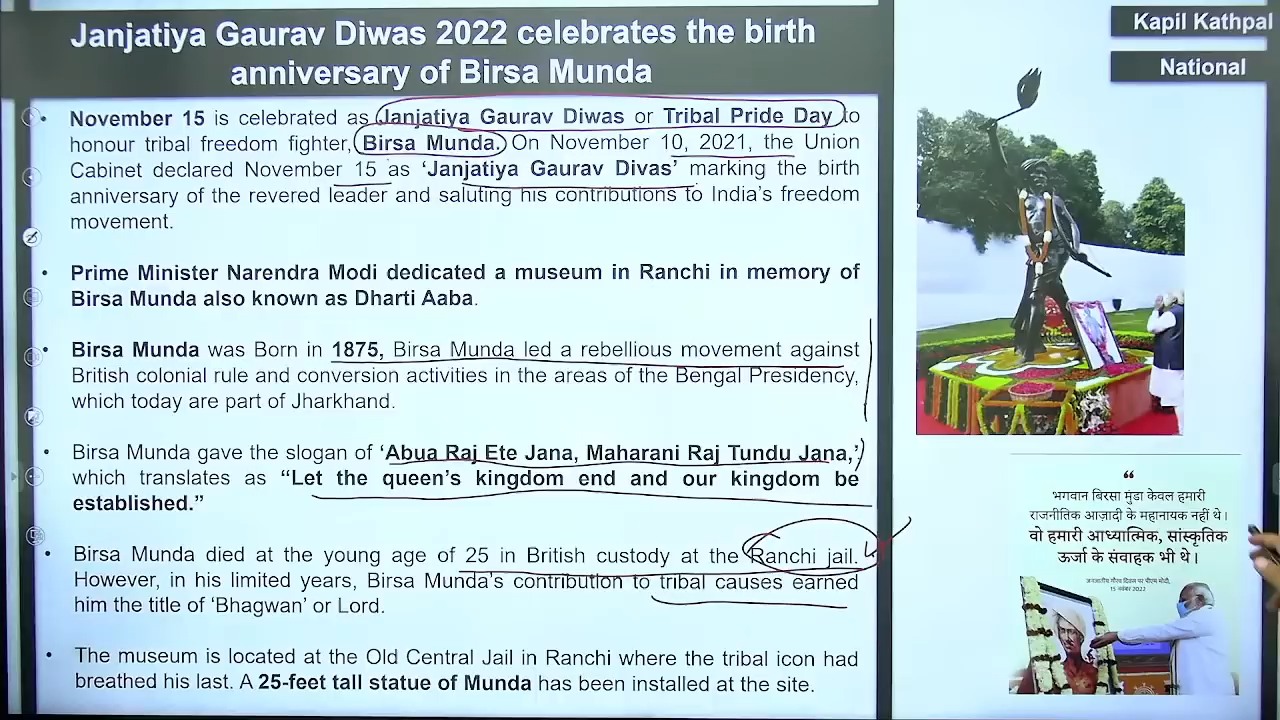 Janjatiya Gaurav Diwas 2022 celebrates the birth
anniversary of Birsa Munda
Kapil Kathpal
National
• November 15 is celebrated as Janjatiya Gaurav Diwas or Tribal Pride Day to
honour tribal freedom fighter, Birsa Munda. On November 10, 2021, the Union
Cabinet declared November 15 as ‘Janjatiya Gaurav Divas’ marking the birth
anniversary of the revered leader and saluting his contributions to India’s freedom
movement.
• Prime Minister Narendra Modi dedicated a museum in Ranchi in memory of
Birsa Munda also known as Dharti Aaba.
• Birsa Munda was Born in 1875, Birsa Munda led a rebellious movement against
British colonial rule and conversion activities in the areas of the Bengal Presidency,
which today are part of Jharkhand.
• Birsa Munda gave the slogan of ‘Abua Raj Ete Jana, Maharani Raj Tundu Jana,’
which translates as “Let the queen’s kingdom end and our kingdom be
established.”
• Birsa Munda died at the young age of 25 in British custody at the Ranchi jail.
However, in his limited years, Birsa Munda’s contribution to tribal causes earned
him the title of ‘Bhagwan’ or Lord.
• The museum is located at the Old Central Jail in Ranchi where the tribal icon had
breathed his last. A 25-feet tall statue of Munda has been installed at the site.
“
भगवान बिरसा मुंडा केवल हमारी
राजनीतिक आज़ादी के महानायक नहीं थे।
वो हमारी आध्यात्मिक, सांस्कृतिक
ऊर्जा के संवाहक भी थे।
जनजातीय गौरव दिवस पर पीएम मोदी,
15 नवंबर 2022